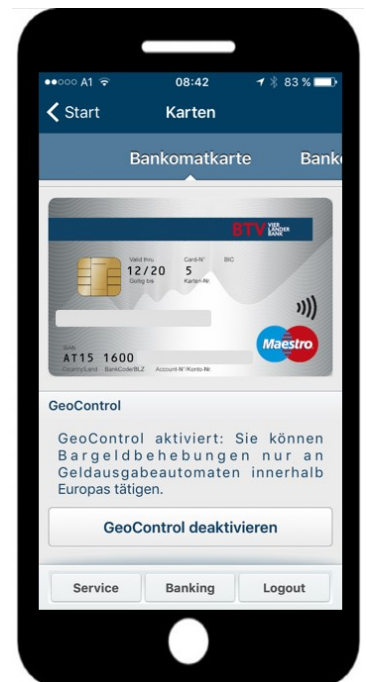 A1 08:42 83 %
Start Karten
Bankomatkarte Bank
BTV VIER LÄNDER BANK
Valid thru Card-N° BIC
12/20 5
Gültig bis Karten-Nr.
Maestro
IBAN
AT15 1600
Country/Land BankCode/BLZ Account-N°/Konto-Nr.
GeoControl
GeoControl aktiviert: Sie können
Bargeldbehebungen nur an
Geldausgabeautomaten innerhalb
Europas tätigen.
GeoControl deaktivieren
Service Banking Logout